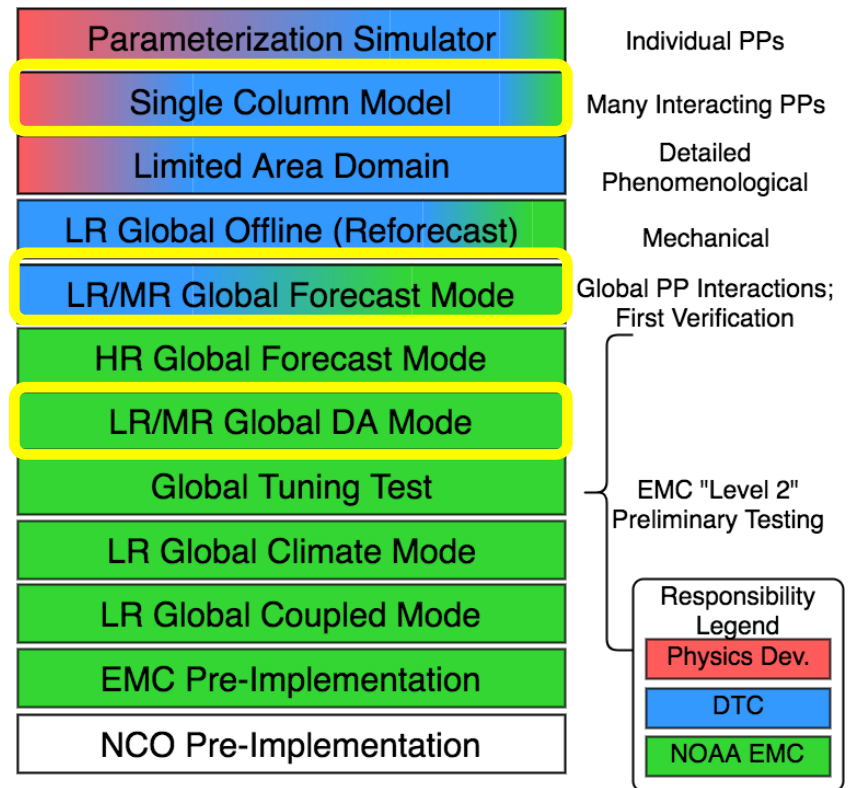 Parameterization Simulator
Individual PPs
Single Column Model
Many Interacting PPs
Limited Area Domain
Detailed
Phenomenological
LR Global Offline (Reforecast)
Mechanical
LR/MR Global Forecast Mode
Global PP Interactions;
First Verification
HR Global Forecast Mode
LR/MR Global DA Mode
Global Tuning Test
EMC "Level 2"
Preliminary Testing
LR Global Climate Mode
LR Global Coupled Mode
EMC Pre-Implementation
NCO Pre-Implementation
Responsibility
Legend
Physics Dev.
DTC
NOAA EMC